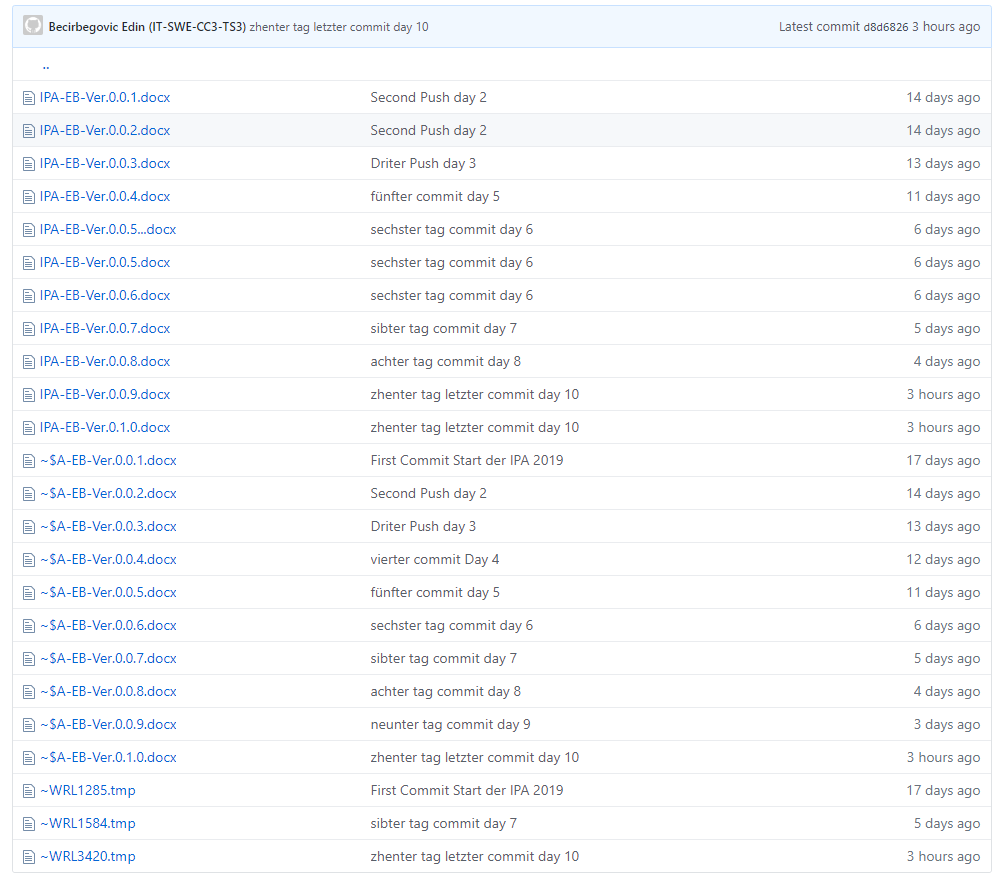 Becirbegovic Edin (IT-SWE-CC3-TS3) zhenter tag letzter commit day 10 Latest commit d8d6826 3 hours ago
..
IPA-EB-Ver.0.0.1.docx Second Push day 2 14 days ago
IPA-EB-Ver.0.0.2.docx Second Push day 2 14 days ago
IPA-EB-Ver.0.0.3.docx Driter Push day 3 13 days ago
IPA-EB-Ver.0.0.4.docx fünfter commit day 5 11 days ago
IPA-EB-Ver.0.0.5...docx sechster tag commit day 6 6 days ago
IPA-EB-Ver.0.0.5.docx sechster tag commit day 6 6 days ago
IPA-EB-Ver.0.0.6.docx sechster tag commit day 6 6 days ago
IPA-EB-Ver.0.0.7.docx sibter tag commit day 7 5 days ago
IPA-EB-Ver.0.0.8.docx achter tag commit day 8 4 days ago
IPA-EB-Ver.0.0.9.docx zhenter tag letzter commit day 10 3 hours ago
IPA-EB-Ver.0.1.0.docx zhenter tag letzter commit day 10 3 hours ago
~$A-EB-Ver.0.0.1.docx First Commit Start der IPA 2019 17 days ago
~$A-EB-Ver.0.0.2.docx Second Push day 2 14 days ago
~$A-EB-Ver.0.0.3.docx Driter Push day 3 13 days ago
~$A-EB-Ver.0.0.4.docx vierter commit Day 4 12 days ago
~$A-EB-Ver.0.0.5.docx fünfter commit day 5 11 days ago
~$A-EB-Ver.0.0.6.docx sechster tag commit day 6 6 days ago
~$A-EB-Ver.0.0.7.docx sibter tag commit day 7 5 days ago
~$A-EB-Ver.0.0.8.docx achter tag commit day 8 4 days ago
~$A-EB-Ver.0.0.9.docx neunter tag commit day 9 3 days ago
~$A-EB-Ver.0.1.0.docx zhenter tag letzter commit day 10 3 hours ago
~WRL1285.tmp First Commit Start der IPA 2019 17 days ago
~WRL1584.tmp sibter tag commit day 7 5 days ago
~WRL3420.tmp zhenter tag letzter commit day 10 3 hours ago